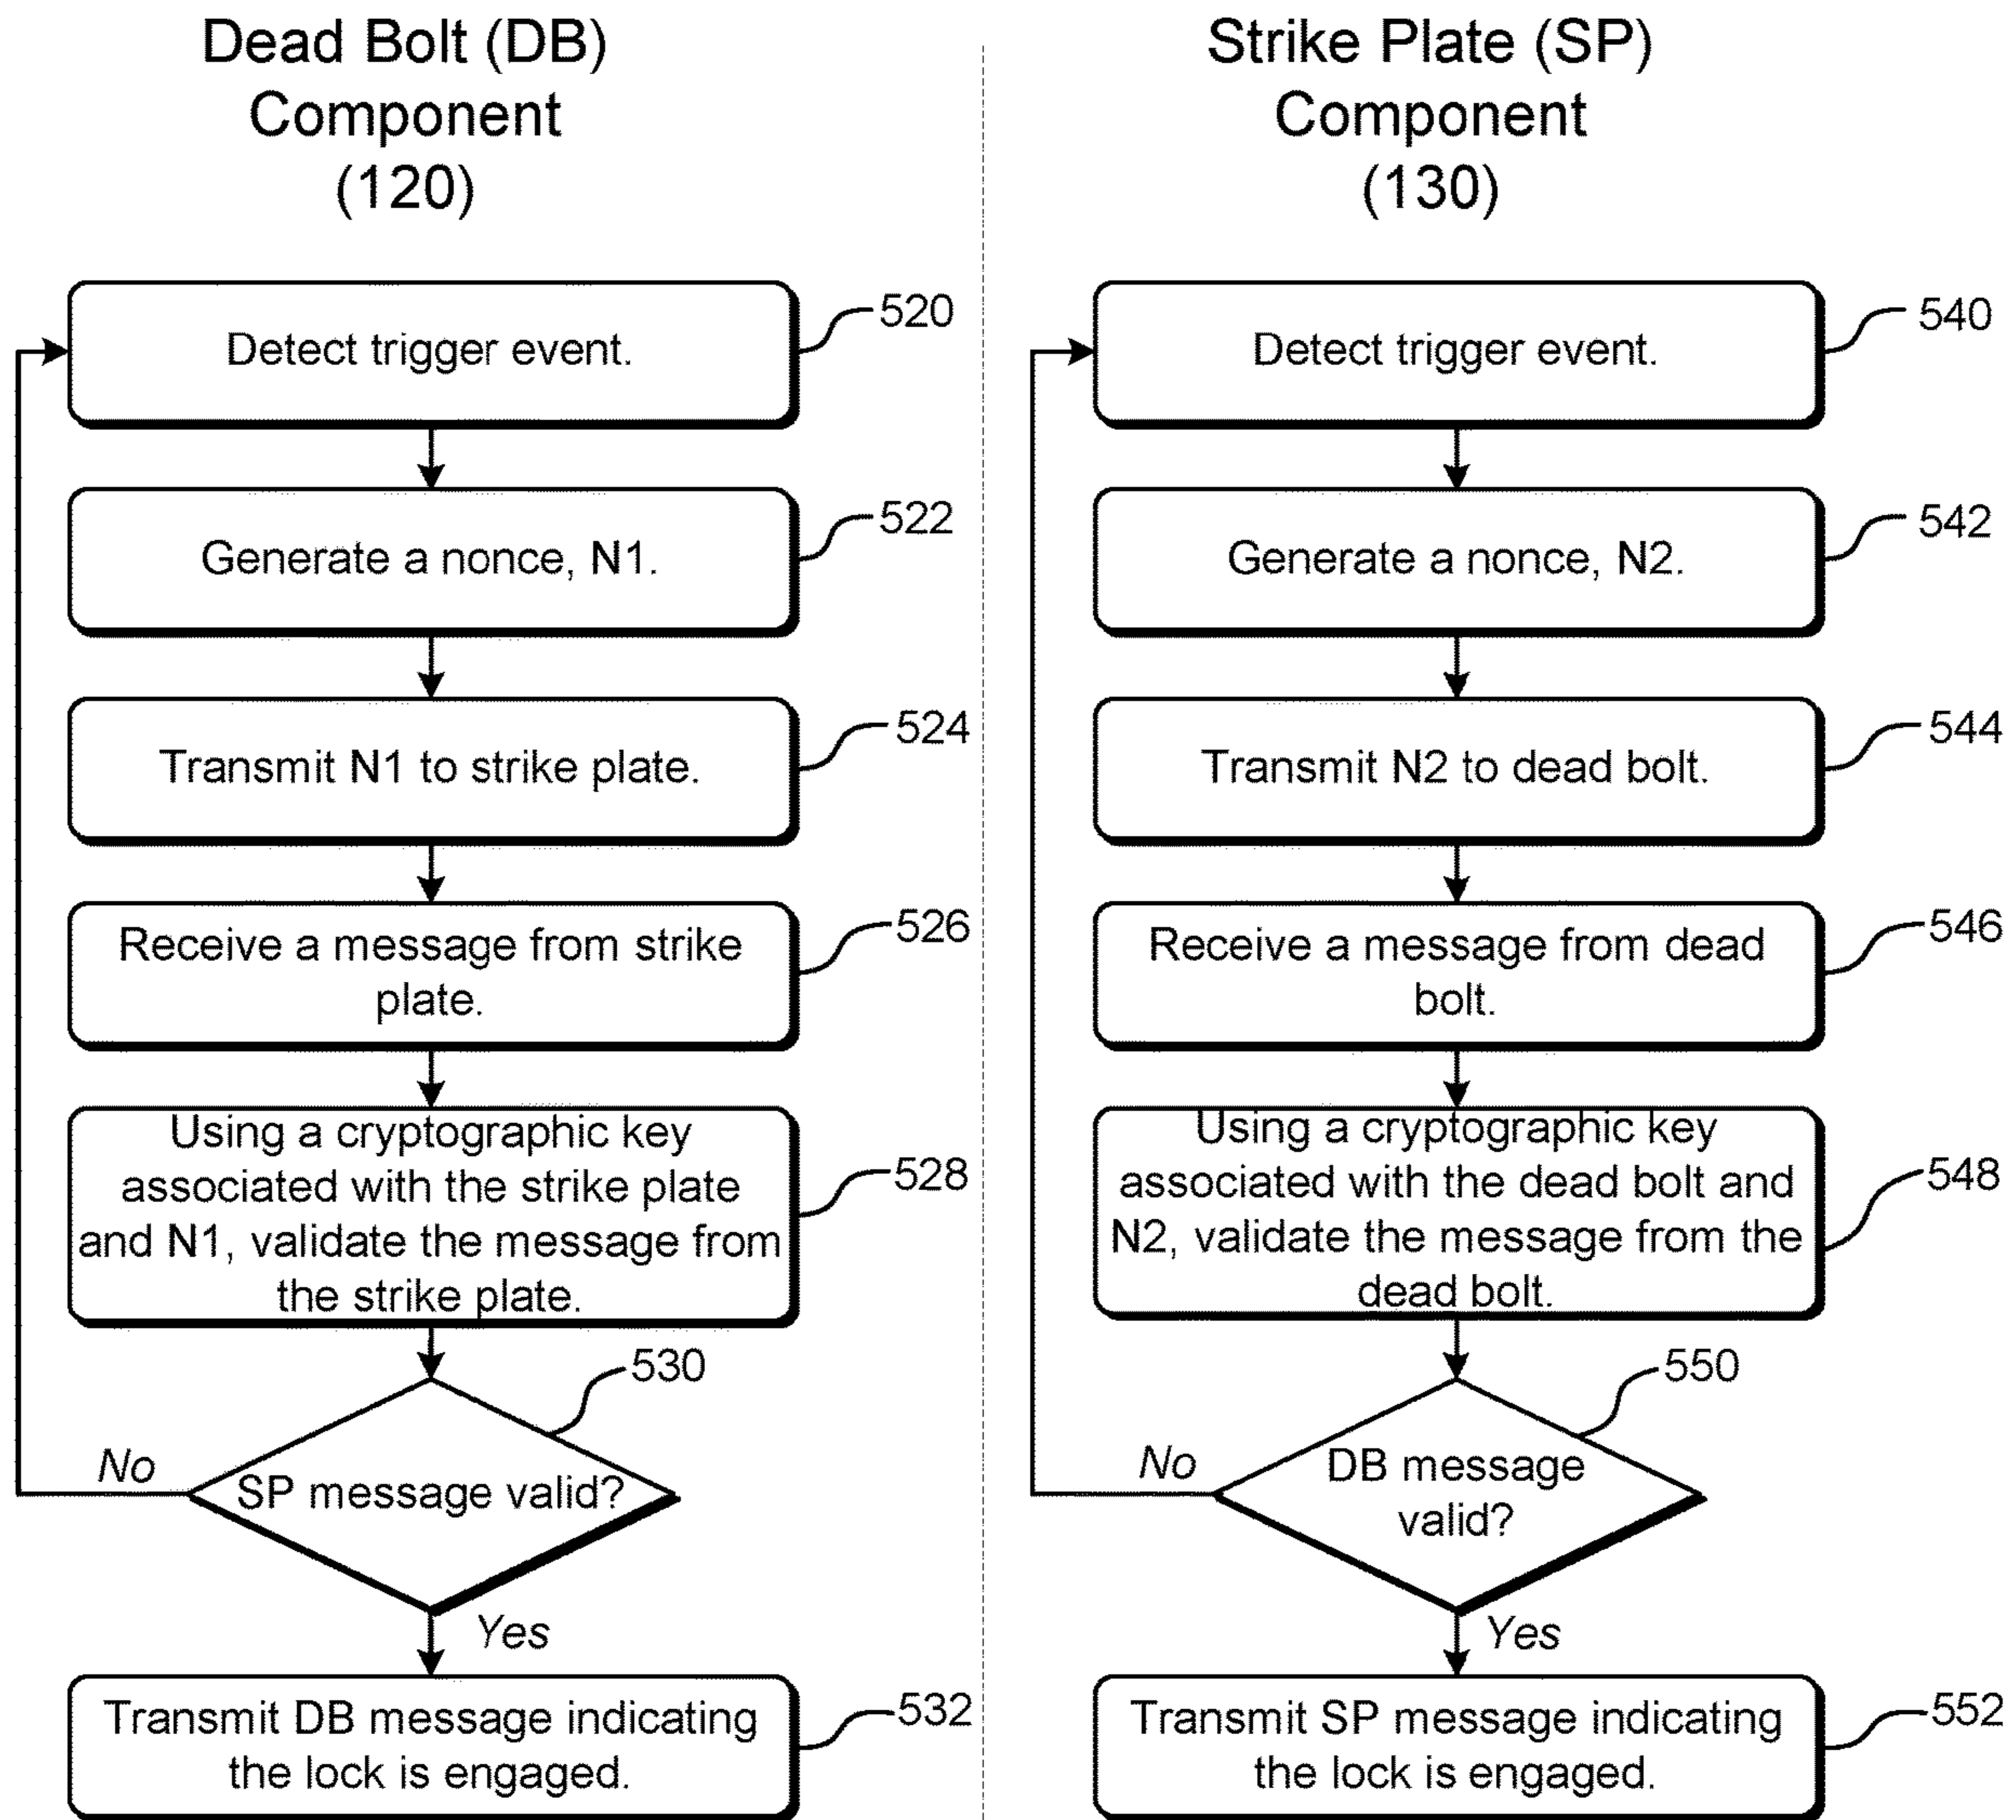 Dead Bolt (DB)
Component
(120)
520
Detect trigger event.
522
Generate a nonce, N1.
524
Transmit N1 to strike plate.
526
Receive a message from strike
plate.
Using a cryptographic key
associated with the strike plate
528
and N1, validate the message from
the strike plate.
530
No
SP message valid?
Yes
Transmit DB message indicating
532
the lock is engaged.
Strike Plate (SP)
Component
(130)
540
Detect trigger event.
542
Generate a nonce, N2.
544
Transmit N2 to dead bolt.
546
Receive a message from dead
bolt.
Using a cryptographic key
associated with the dead bolt and
548
N2, validate the message from the
dead bolt.
550
No
DB message
valid?
Yes
Transmit SP message indicating
552
the lock is engaged.